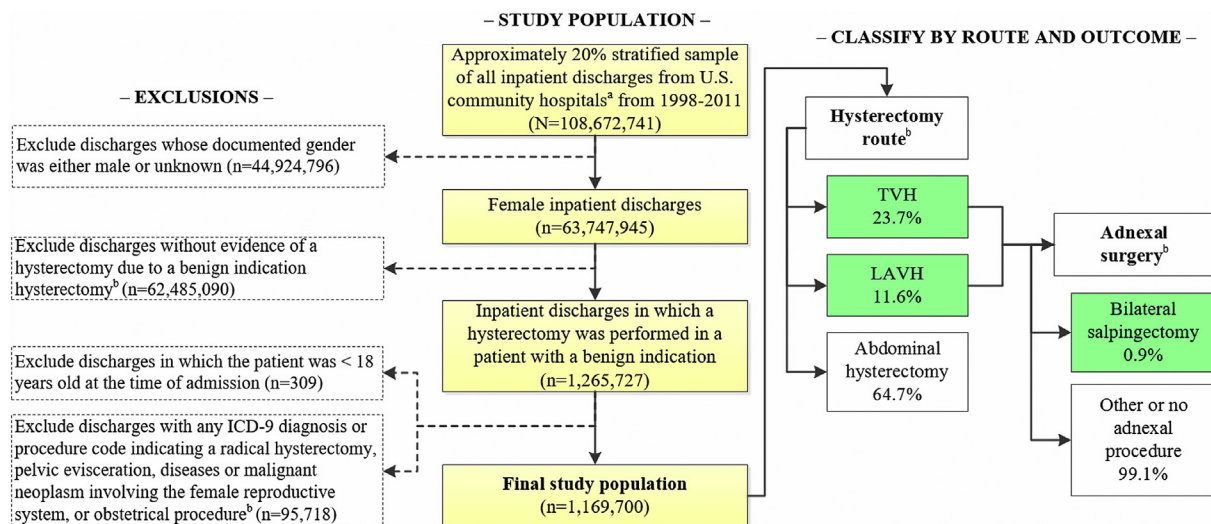 – EXCLUSIONS –
Exclude discharges whose documented gender
was either male or unknown (n=44,924,796)
Exclude discharges without evidence of a
hysterectomy due to a benign indication
hysterectomyᵇ (n=62,485,090)
Exclude discharges in which the patient was < 18
years old at the time of admission (n=309)
Exclude discharges with any ICD-9 diagnosis or
procedure code indicating a radical hysterectomy,
pelvic evisceration, diseases or malignant
neoplasm involving the female reproductive
system, or obstetrical procedureᵇ (n=95,718)
– STUDY POPULATION –
Approximately 20% stratified sample
of all inpatient discharges from U.S.
community hospitalsᵃ from 1998-2011
(N=108,672,741)
Female inpatient discharges
(n=63,747,945)
Inpatient discharges in which a
hysterectomy was performed in a
patient with a benign indication
(n=1,265,727)
Final study population
(n=1,169,700)
– CLASSIFY BY ROUTE AND OUTCOME –
Hysterectomy
routeᵇ
TVH
23.7%
LAVH
11.6%
Abdominal
hysterectomy
64.7%
Adnexal
surgeryᵇ
Bilateral
salpingectomy
0.9%
Other or no
adnexal
procedure
99.1%